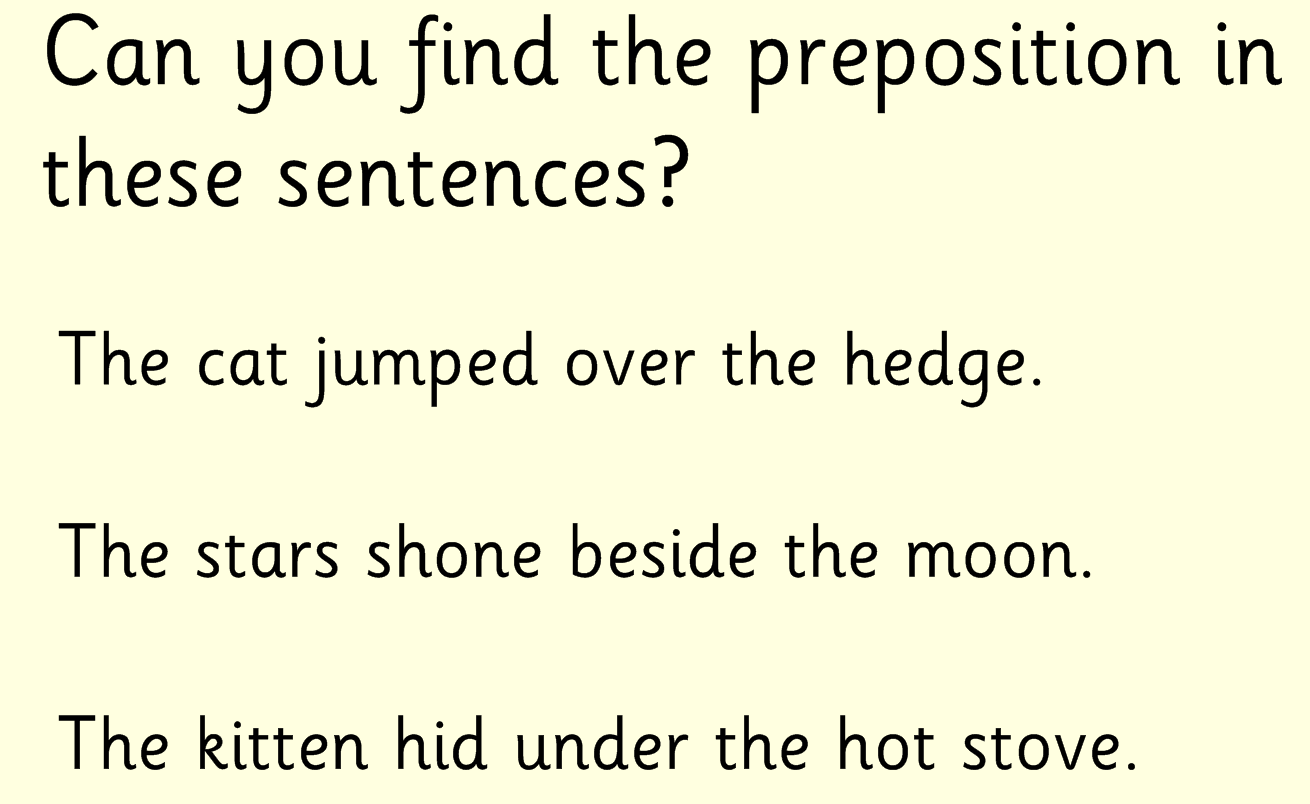 Can you find the preposition in
these sentences?
The cat jumped over the hedge.
The stars shone beside the moon.
The kitten hid under the hot stove.